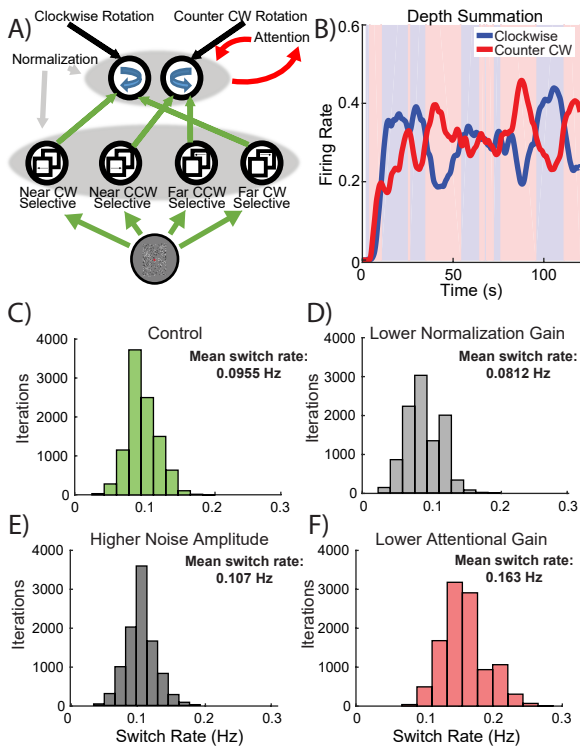 A)
Clockwise Rotation
Counter CW Rotation
Attention
Normalization
Near CW
Selective
Near CCW
Selective
Far CCW
Selective
Far CW
Selective
B)
Depth Summation
Clockwise
Counter CW
Firing Rate
0.6
0.4
0.2
0.0
0
50
100
Time (s)
C)
Control
Mean switch rate:
0.0955 Hz
Iterations
4000
3000
2000
1000
0
0
0.1
0.2
0.3
D)
Lower Normalization Gain
Mean switch rate:
0.0812 Hz
Iterations
4000
3000
2000
1000
0
0
0.1
0.2
0.3
E)
Higher Noise Amplitude
Mean switch rate:
0.107 Hz
Iterations
4000
3000
2000
1000
0
0
0.1
0.2
0.3
Switch Rate (Hz)
F)
Lower Attentional Gain
Mean switch rate:
0.163 Hz
Iterations
4000
3000
2000
1000
0
0
0.1
0.2
0.3
Switch Rate (Hz)